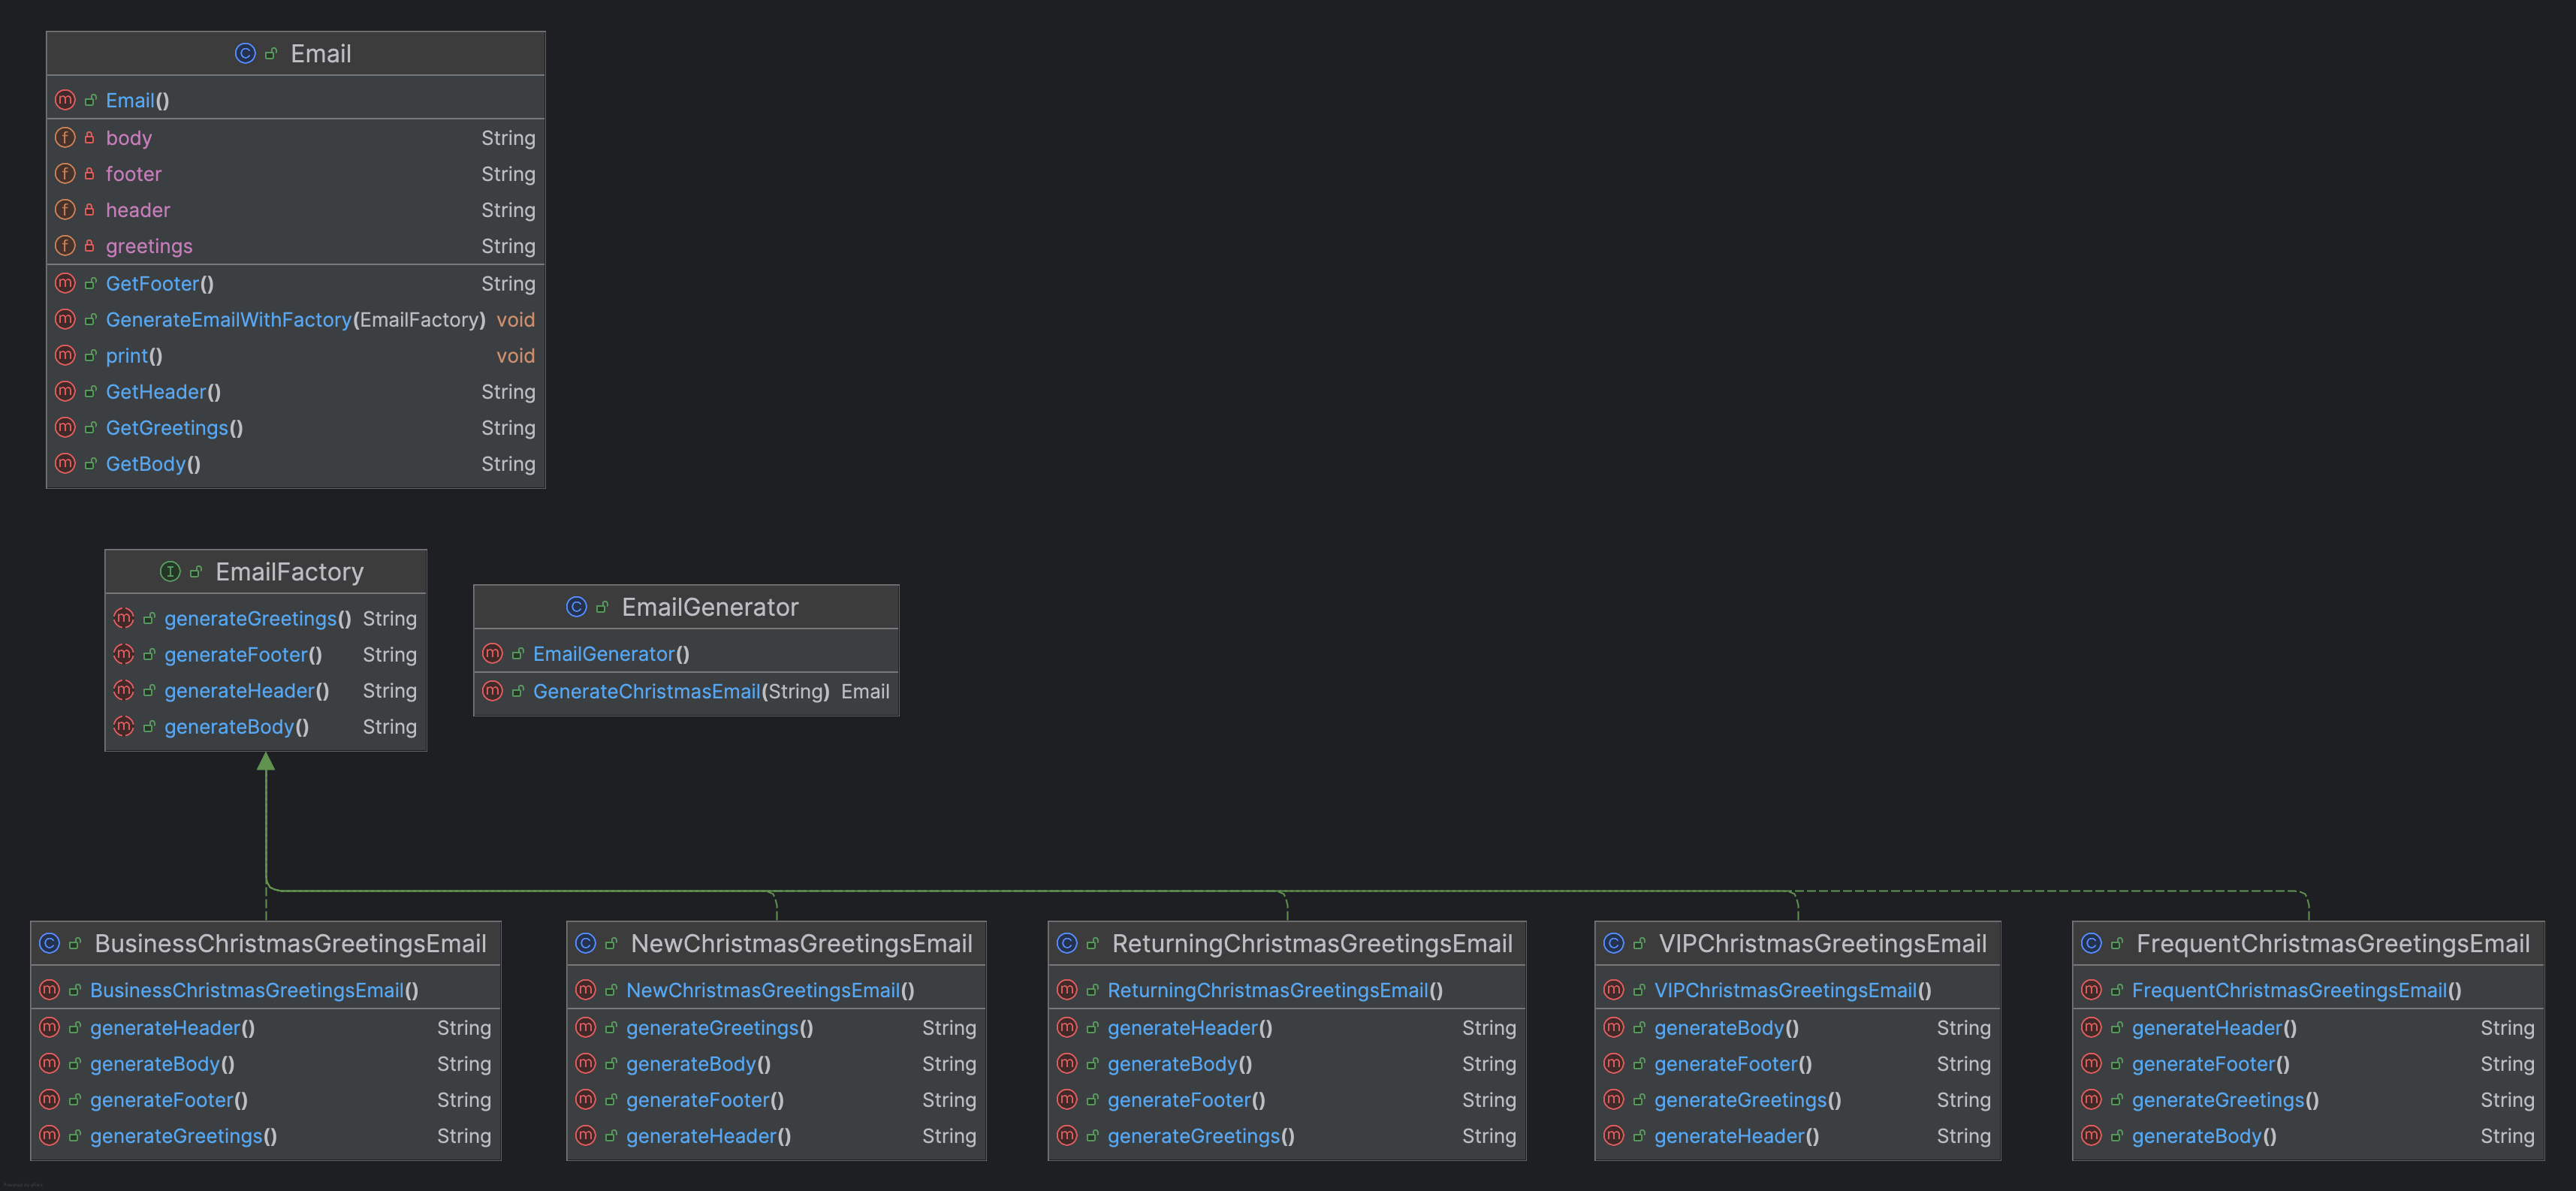 Email
Email()
body String
footer String
header String
greetings String
GetFooter() String
GenerateEmailWithFactory(EmailFactory) void
print() void
GetHeader() String
GetGreetings() String
GetBody() String
EmailFactory
generateGreetings() String
generateFooter() String
generateHeader() String
generateBody() String
EmailGenerator
EmailGenerator()
GenerateChristmasEmail(String) Email
BusinessChristmasGreetingsEmail
BusinessChristmasGreetingsEmail()
generateHeader() String
generateBody() String
generateFooter() String
generateGreetings() String
NewChristmasGreetingsEmail
NewChristmasGreetingsEmail()
generateGreetings() String
generateBody() String
generateFooter() String
generateHeader() String
ReturningChristmasGreetingsEmail
ReturningChristmasGreetingsEmail()
generateHeader() String
generateBody() String
generateFooter() String
generateGreetings() String
VIPChristmasGreetingsEmail
VIPChristmasGreetingsEmail()
generateBody() String
generateFooter() String
generateGreetings() String
generateHeader() String
FrequentChristmasGreetingsEmail
FrequentChristmasGreetingsEmail()
generateHeader() String
generateFooter() String
generateGreetings() String
generateBody() String